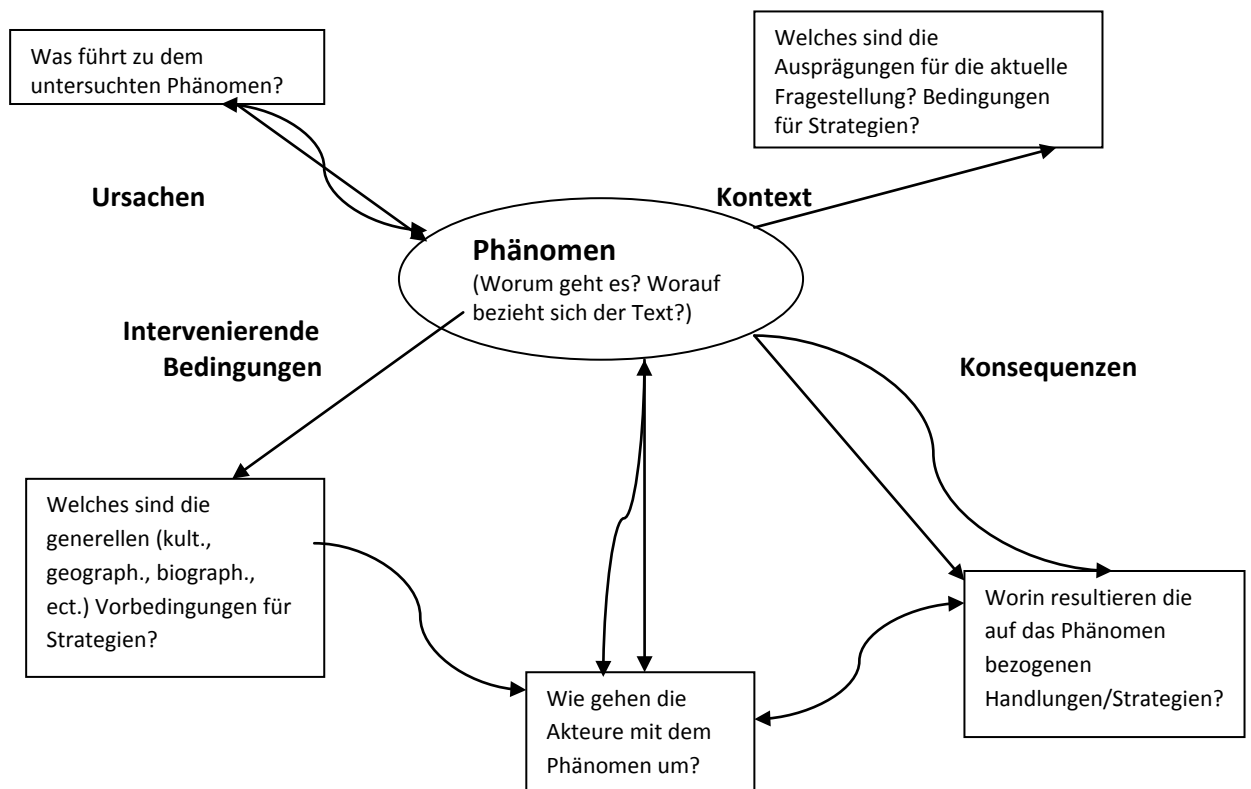 Was führt zu dem
untersuchten Phänomen?
Welches sind die
Ausprägungen für die aktuelle
Fragestellung? Bedingungen
für Strategien?
Ursachen
Kontext
Phänomen
(Worum geht es? Worauf
bezieht sich der Text?)
Intervenierende
Bedingungen
Konsequenzen
Welches sind die
generellen (kult.,
geograph., biograph.,
ect.) Vorbedingungen für
Strategien?
Wie gehen die
Akteure mit dem
Phänomen um?
Worin resultieren die
auf das Phänomen
bezogenen
Handlungen/Strategien?